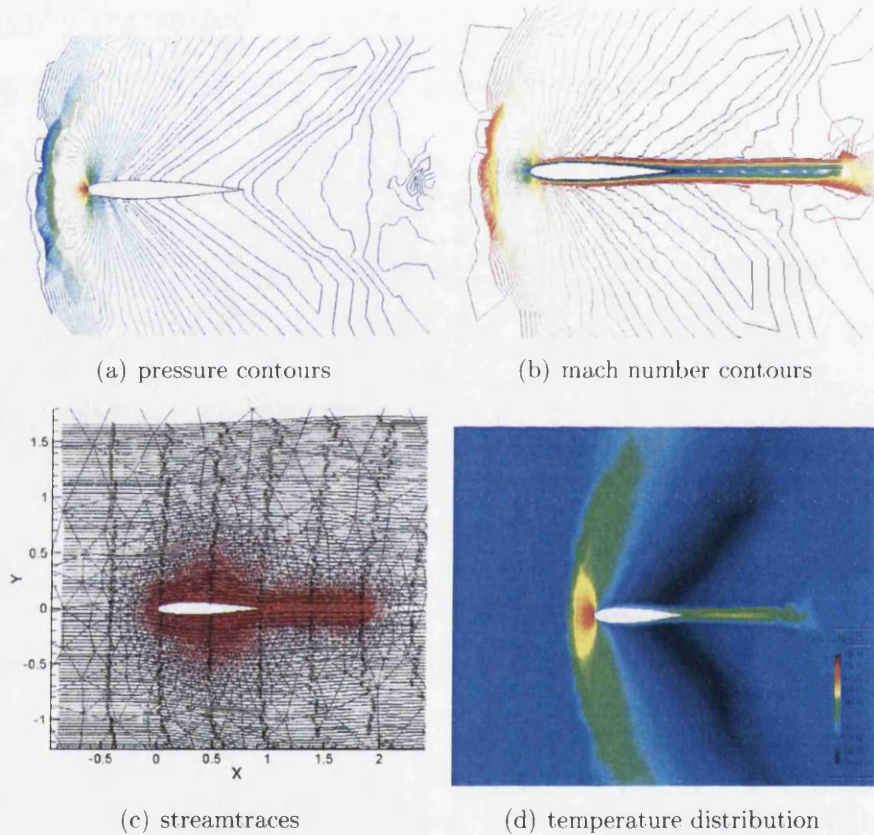 (a) pressure contours
(b) mach number contours
1.5
1
0.5
0
-0.5
-1
Y
-0.5
0
0.5
1
1.5
2
X
(c) streamtraces
(d) temperature distribution